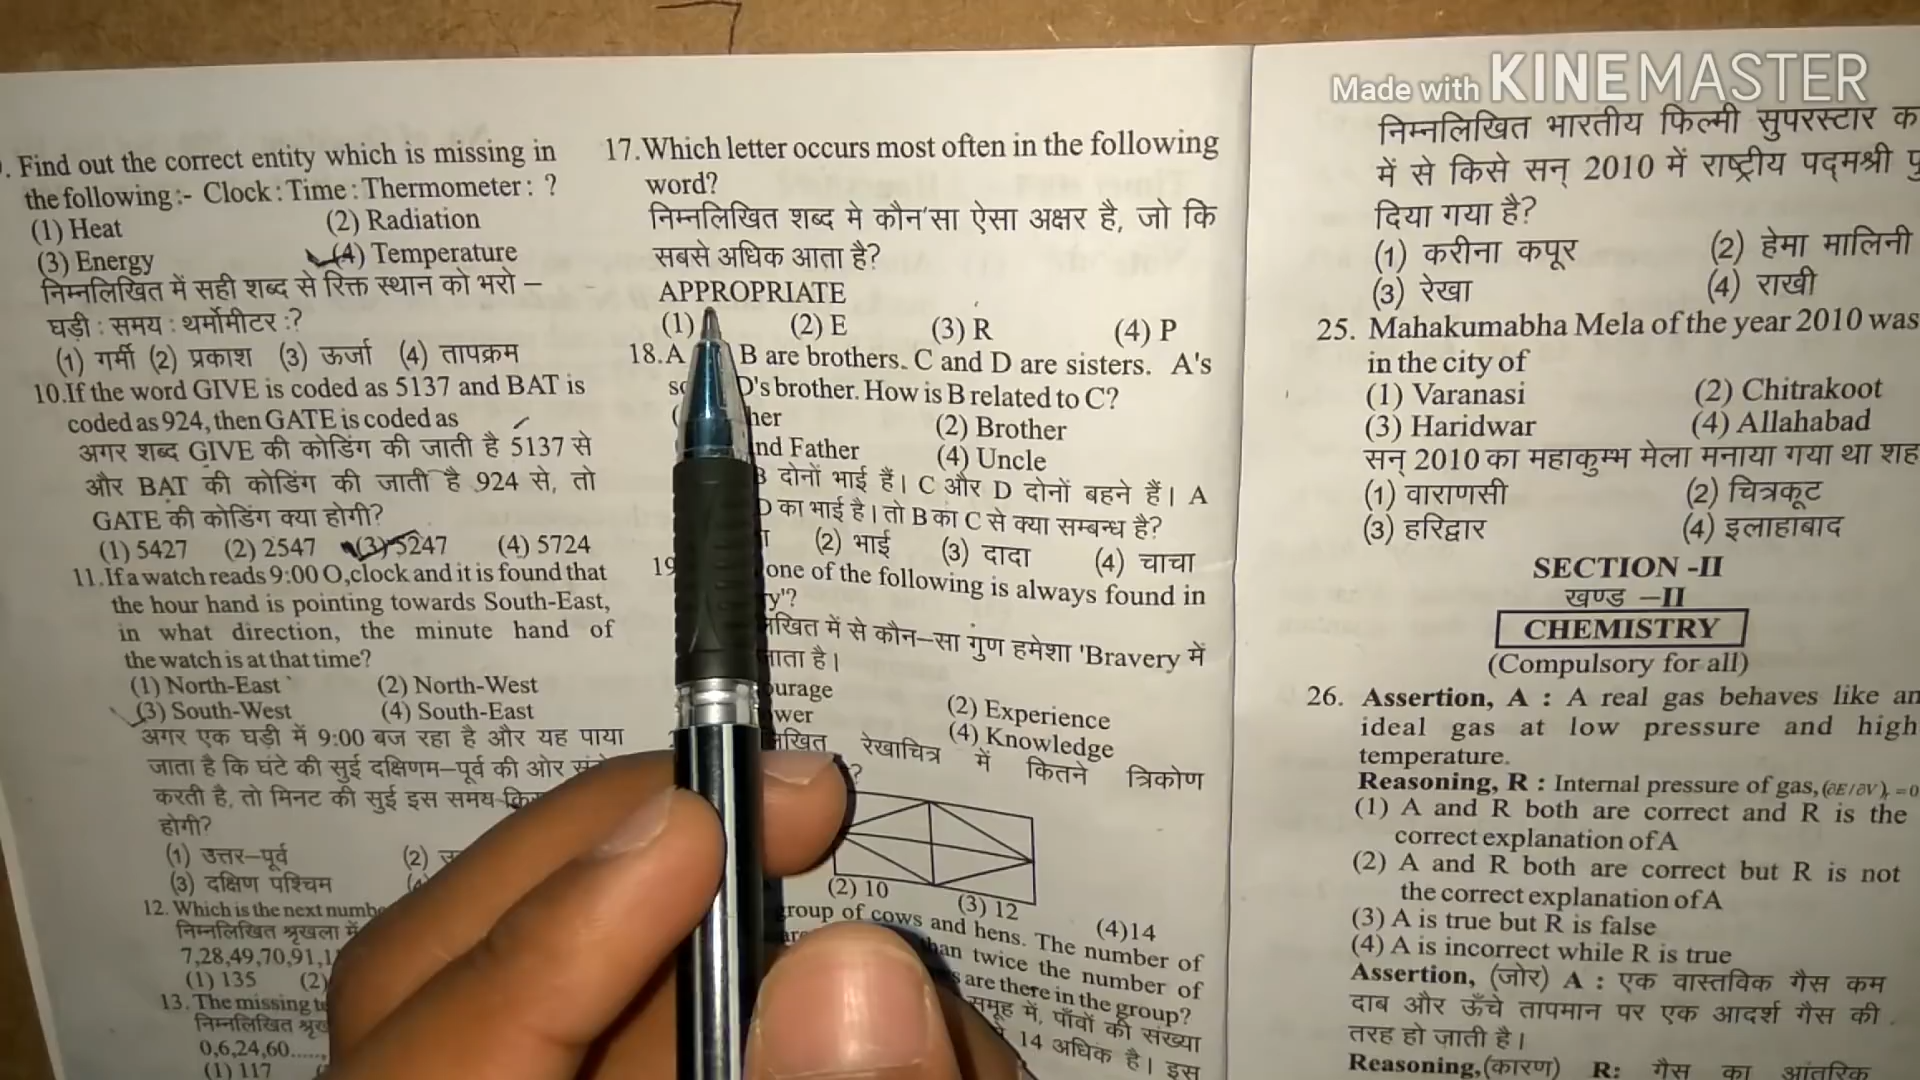 Made with KINEMASTER
. Find out the correct entity which is missing in
the following:- Clock : Time : Thermometer : ?
(1) Heat (2) Radiation
(3) Energy (4) Temperature
निम्नलिखित में सही शब्द से रिक्त स्थान को भरो –
घड़ी : समय : थर्मोमीटर : ?
(1) गर्मी (2) प्रकाश (3) ऊर्जा (4) तापक्रम
10.If the word GIVE is coded as 5137 and BAT is
coded as 924, then GATE is coded as
अगर शब्द GIVE की कोडिंग की जाती है 5137 से
और BAT की कोडिंग की जाती है 924 से, तो
GATE की कोडिंग क्या होगी?
(1) 5427 (2) 2547 (3) 5247 (4) 5724
11.If a watch reads 9:00 O,clock and it is found that
the hour hand is pointing towards South-East,
in what direction, the minute hand of
the watch is at that time?
(1) North-East (2) North-West
(3) South-West (4) South-East
अगर एक घड़ी में 9:00 बज रहा है और यह पाया
जाता है कि घंटे की सुई दक्षिणम–पूर्व की ओर
करती है, तो मिनट की सुई इस समय
होगी?
(1) उत्तर–पूर्व (2)
(3) दक्षिण पश्चिम
12. Which is the next
निम्नलिखित श्रृखला में
7,28,49,70,91,
(1) 135 (2)
13. The missing
निम्नलिखित
0,6,24,60.....,
(1) 117
17.Which letter occurs most often in the following
word?
निम्नलिखित शब्द मे कौन सा ऐसा अक्षर है, जो कि
सबसे अधिक आता है?
APPROPRIATE
(1) (2) E (3) R (4) P
18.A B are brothers. C and D are sisters. A's
D's brother. How is B related to C?
(2) Brother
Father (4) Uncle
दोनों भाई हैं। C और D दोनों बहने हैं। A
D का भाई है। तो B का C से क्या सम्बन्ध है?
(2) भाई (3) दादा (4) चाचा
19 one of the following is always found in
में से कौन–सा गुण हमेशा 'Bravery में
जाता है।
(2) Experience
(4) Knowledge
रेखाचित्र में कितने त्रिकोण
(2) 10 (3) 12 (4)14
group of cows and hens. The number of
than twice the number of
are there in the group?
समूह में, पाँवों की संख्या
14 अधिक है। इस
निम्नलिखित भारतीय फिल्मी सुपरस्टार
में से किसे सन् 2010 में राष्ट्रीय पद्मश्री
दिया गया है?
(1) करीना कपूर (2) हेमा मालिनी
(3) रेखा (4) राखी
25. Mahakumabha Mela of the year 2010 was
in the city of
(1) Varanasi (2) Chitrakoot
(3) Haridwar (4) Allahabad
सन् 2010 का महाकुम्भ मेला मनाया गया था शहर
(1) वाराणसी (2) चित्रकूट
(3) हरिद्वार (4) इलाहाबाद
SECTION -II
खण्ड –II
CHEMISTRY
(Compulsory for all)
26. Assertion, A : A real gas behaves like an
ideal gas at low pressure and high
temperature.
Reasoning, R : Internal pressure of gas, (∂E/∂V)T = 0
(1) A and R both are correct and R is the
correct explanation of A
(2) A and R both are correct but R is not
the correct explanation of A
(3) A is true but R is false
(4) A is incorrect while R is true
Assertion, (जोर) A : एक वास्तविक गैस कम
दाब और ऊँचे तापमान पर एक आदर्श गैस की
तरह हो जाती है।
Reasoning,(कारण) R: गैस का आंतरिक